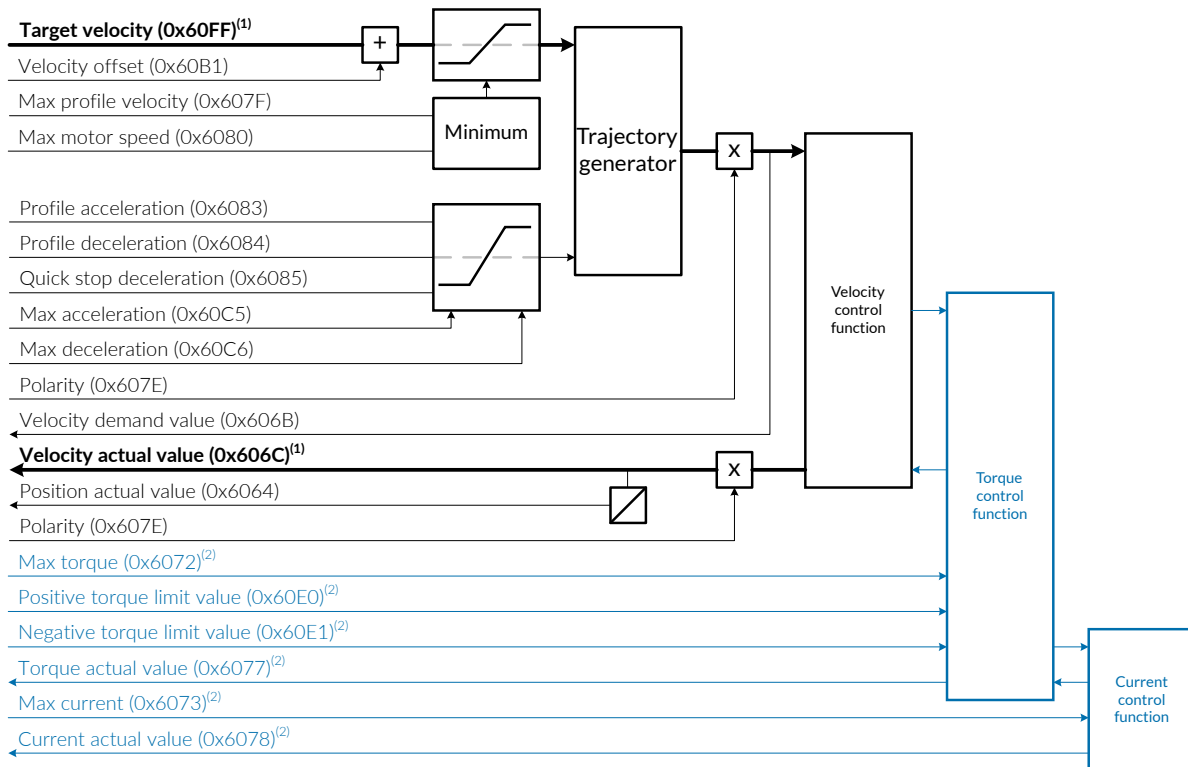 Target velocity (0x60FF)(1)
+
Velocity offset (0x60B1)
Max profile velocity (0x607F)
Max motor speed (0x6080)
Minimum
Trajectory
generator
x
Profile acceleration (0x6083)
Profile deceleration (0x6084)
Quick stop deceleration (0x6085)
Max acceleration (0x60C5)
Max deceleration (0x60C6)
Polarity (0x607E)
Velocity demand value (0x606B)
Velocity
control
function
Velocity actual value (0x606C)(1)
x
Position actual value (0x6064)
Polarity (0x607E)
Torque
control
function
Max torque (0x6072)(2)
Positive torque limit value (0x60E0)(2)
Negative torque limit value (0x60E1)(2)
Torque actual value (0x6077)(2)
Max current (0x6073)(2)
Current actual value (0x6078)(2)
Current
control
function